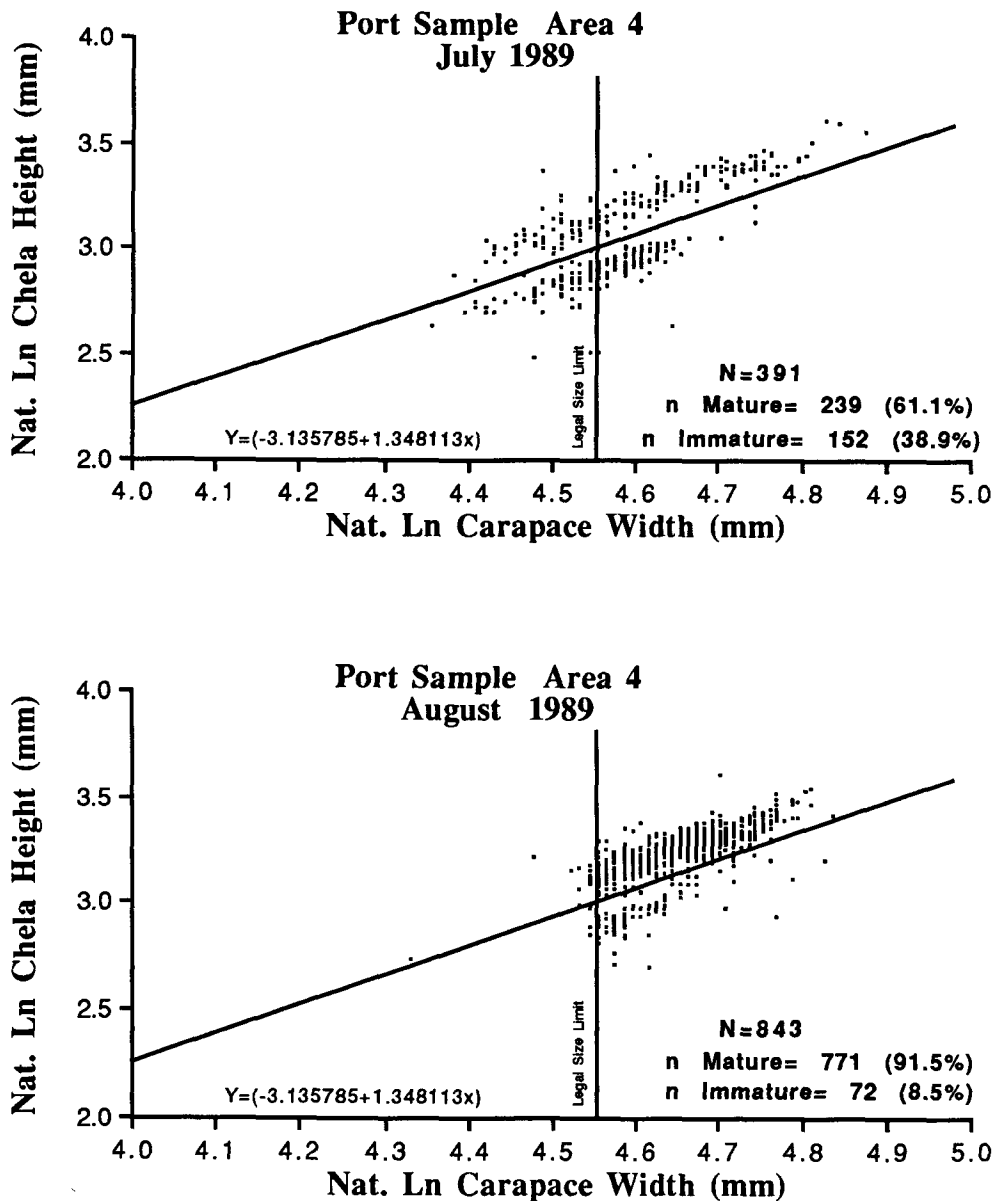 Port Sample Area 4
July 1989
Nat. Ln Chela Height (mm)
4.0
3.5
3.0
2.5
2.0
Legal Size Limit
N=391
n Mature= 239 (61.1%)
n Immature= 152 (38.9%)
Y=(-3.135785+1.348113x)
4.0 4.1 4.2 4.3 4.4 4.5 4.6 4.7 4.8 4.9 5.0
Nat. Ln Carapace Width (mm)
Port Sample Area 4
August 1989
Nat. Ln Chela Height (mm)
4.0
3.5
3.0
2.5
2.0
Legal Size Limit
N=843
n Mature= 771 (91.5%)
n Immature= 72 (8.5%)
Y=(-3.135785+1.348113x)
4.0 4.1 4.2 4.3 4.4 4.5 4.6 4.7 4.8 4.9 5.0
Nat. Ln Carapace Width (mm)